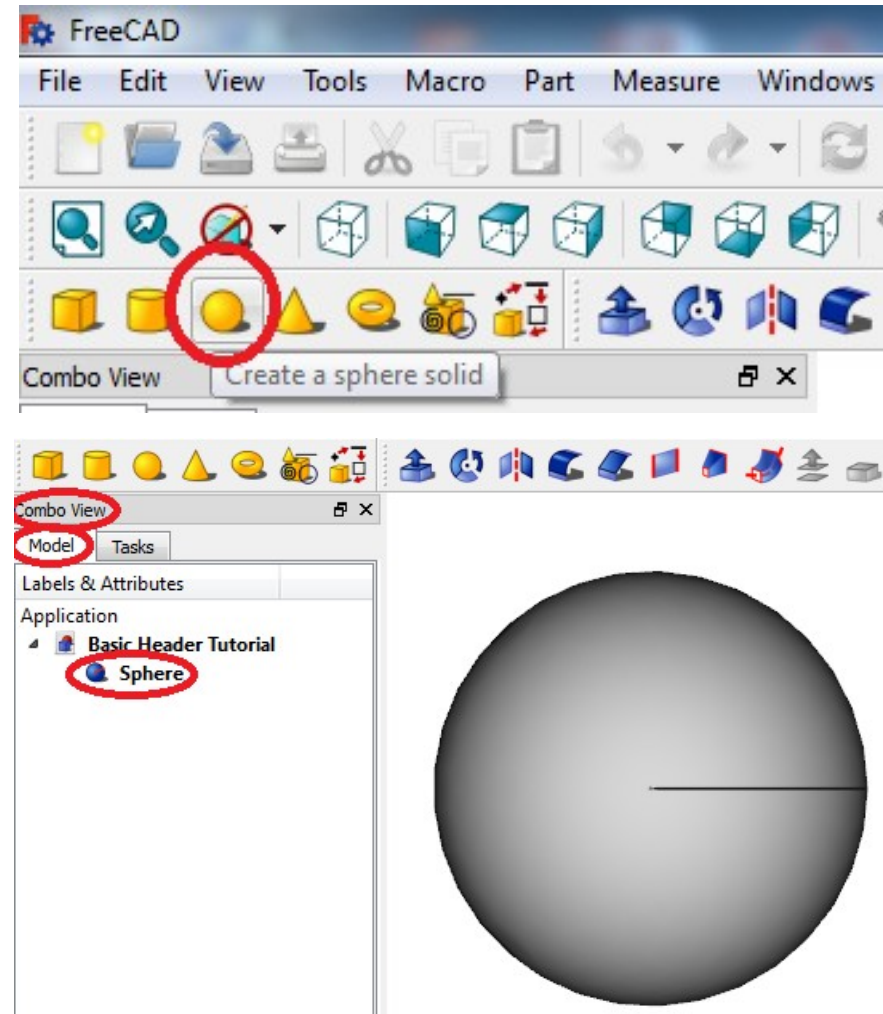 FreeCAD
File Edit View Tools Macro Part Measure Windows
Combo View
Create a sphere solid
Combo View
Model Tasks
Labels & Attributes
Application
Basic Header Tutorial
Sphere